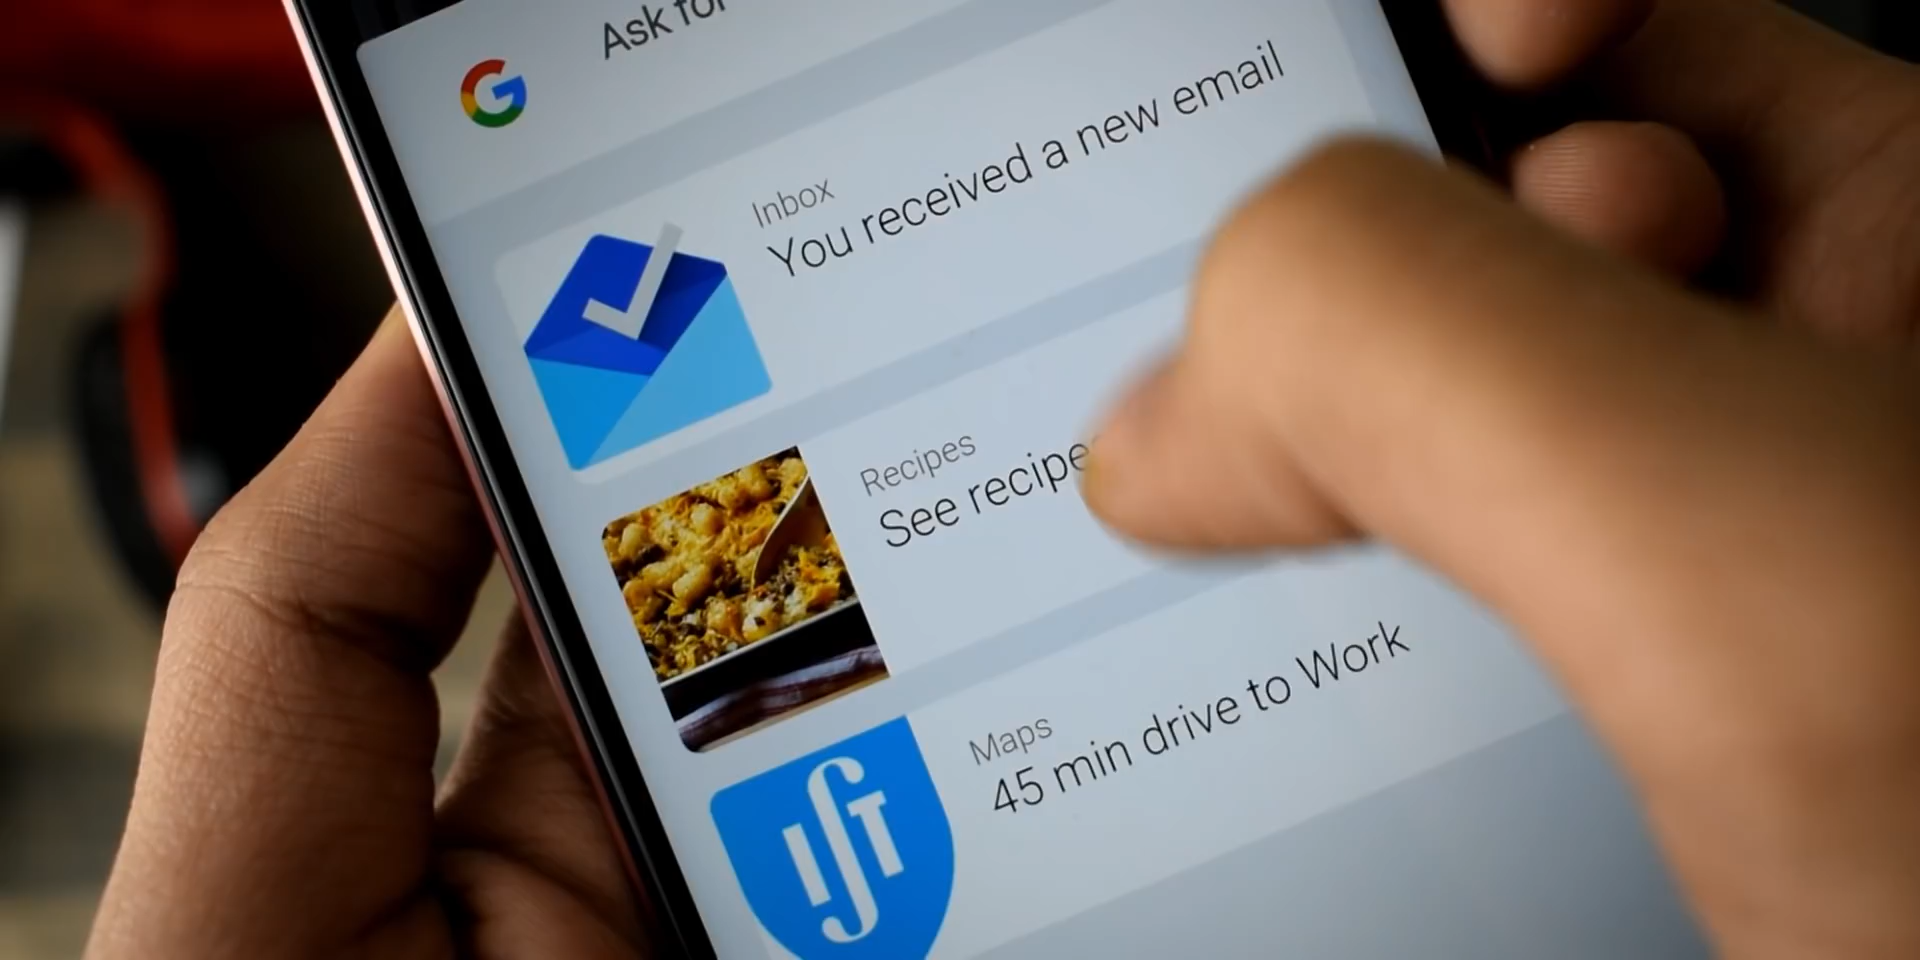 Ask for
Inbox
You received a new email
Recipes
See recipe
Maps
45 min drive to Work